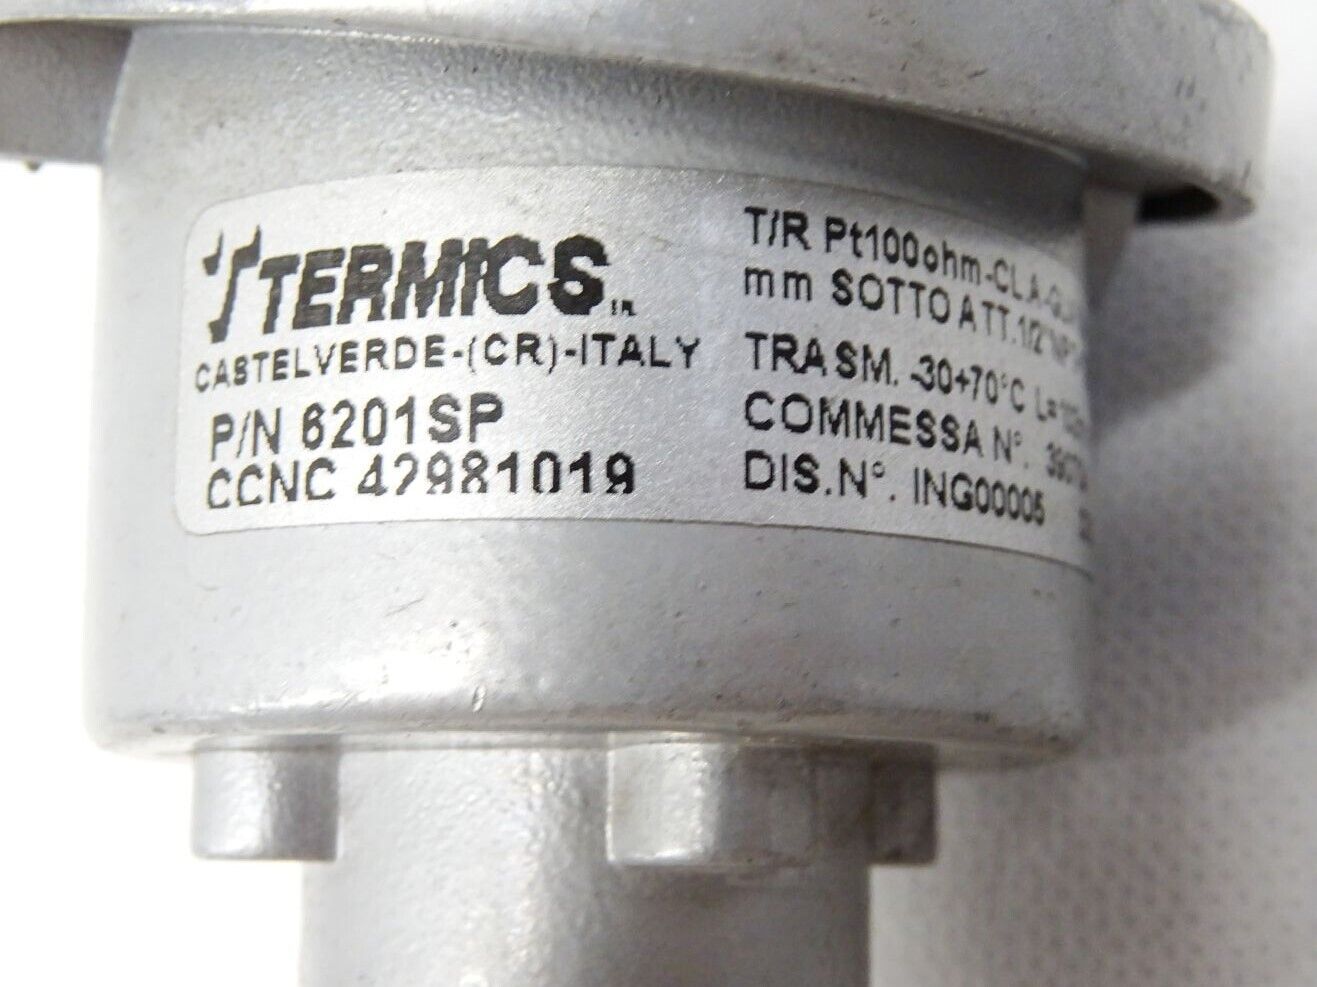 TERMICS
CASTELVERDE-(CR)-ITALY
P/N 6201SP
CCNC 42981019
T/R Pt100ohm-CL.A-
mm SOTTO ATT.1/2"NPT
TRASM. -30+70°C
COMMESSA N°.
DIS.N°. ING00005